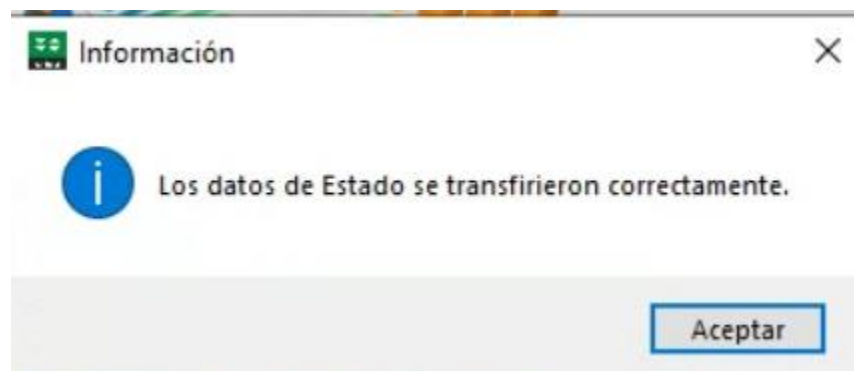 Información
Los datos de Estado se transfirieron correctamente.
Aceptar